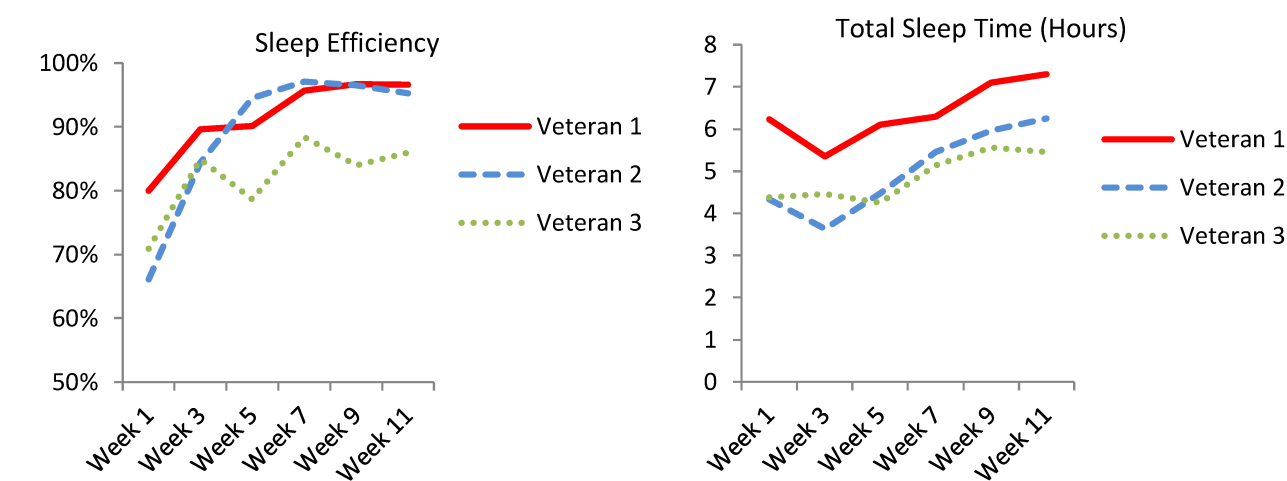 Sleep Efficiency
100%
90%
80%
70%
60%
50%
Week 1
Week 3
Week 5
Week 7
Week 9
Week 11
Veteran 1
Veteran 2
Veteran 3
Total Sleep Time (Hours)
8
7
6
5
4
3
2
1
0
Week 1
Week 3
Week 5
Week 7
Week 9
Week 11
Veteran 1
Veteran 2
Veteran 3